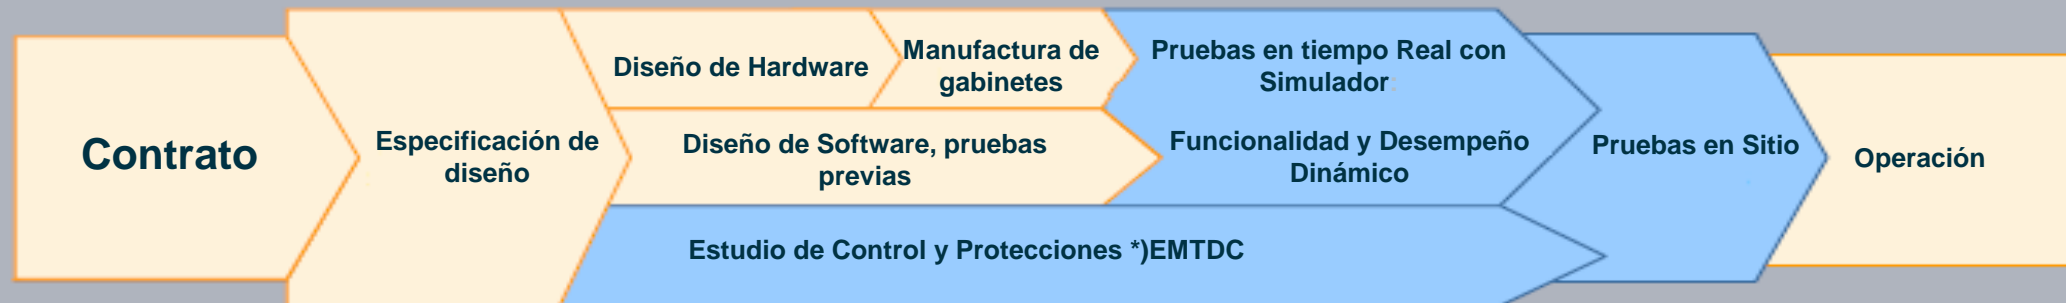 Contrato
Especificación de
diseño
Diseño de Hardware
Manufactura de
gabinetes
Diseño de Software, pruebas
previas
Pruebas en tiempo Real con
Simulador:
Funcionalidad y Desempeño
Dinámico
Estudio de Control y Protecciones *)EMTDC
Pruebas en Sitio
Operación